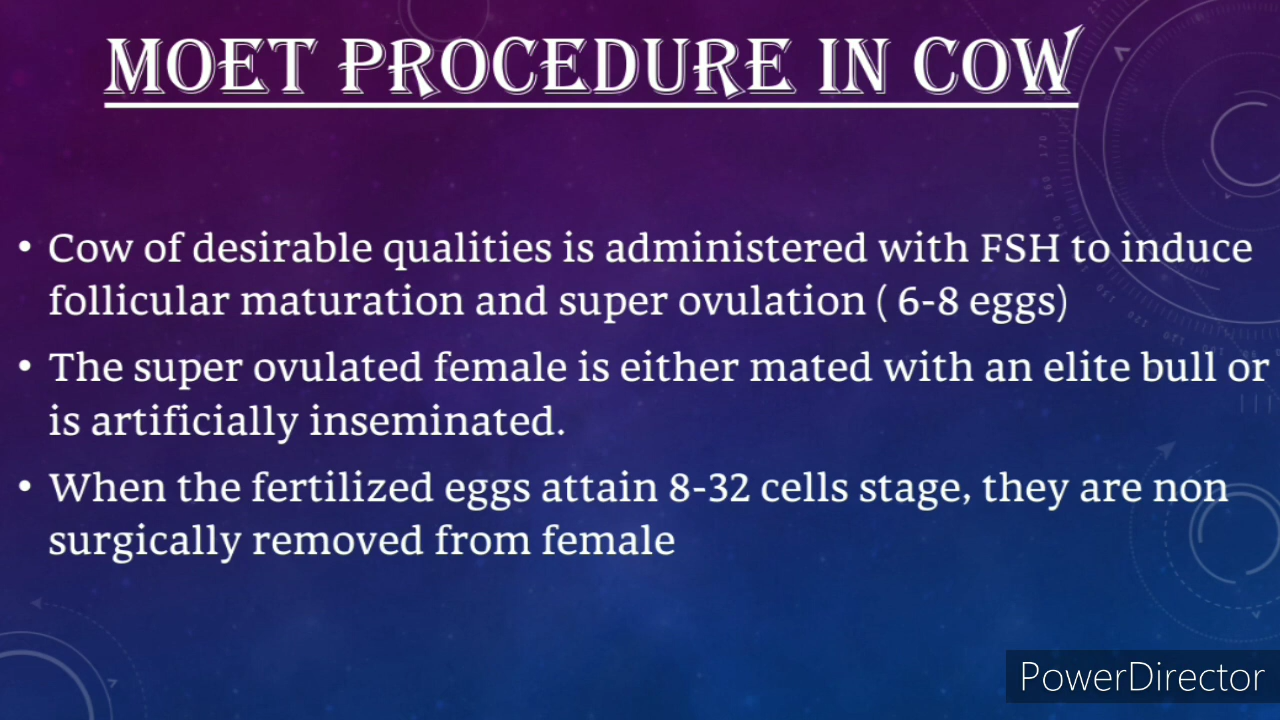 MOET PROCEDURE IN COW
• Cow of desirable qualities is administered with FSH to induce
follicular maturation and super ovulation ( 6-8 eggs)
• The super ovulated female is either mated with an elite bull or
is artificially inseminated.
• When the fertilized eggs attain 8-32 cells stage, they are non
surgically removed from female
PowerDirector